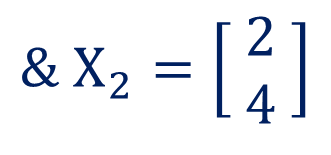 & X₂ = [ 2
4 ]